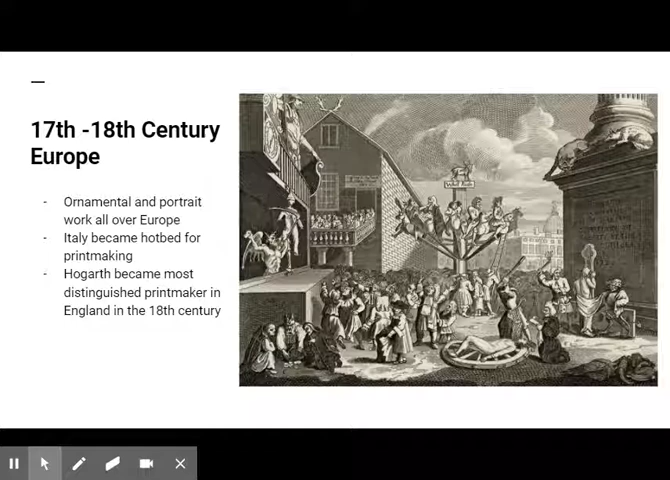 17th -18th Century
Europe
- Ornamental and portrait
work all over Europe
- Italy became hotbed for
printmaking
- Hogarth became most
distinguished printmaker in
England in the 18th century